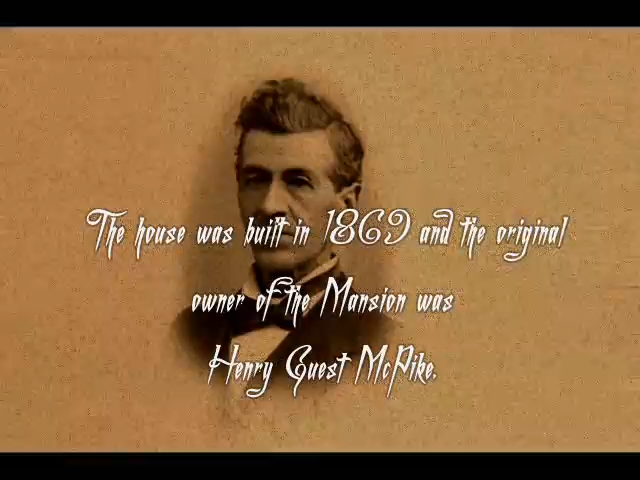 The house was built in 1869 and the original
owner of the Mansion was
Henry Guest McPike.